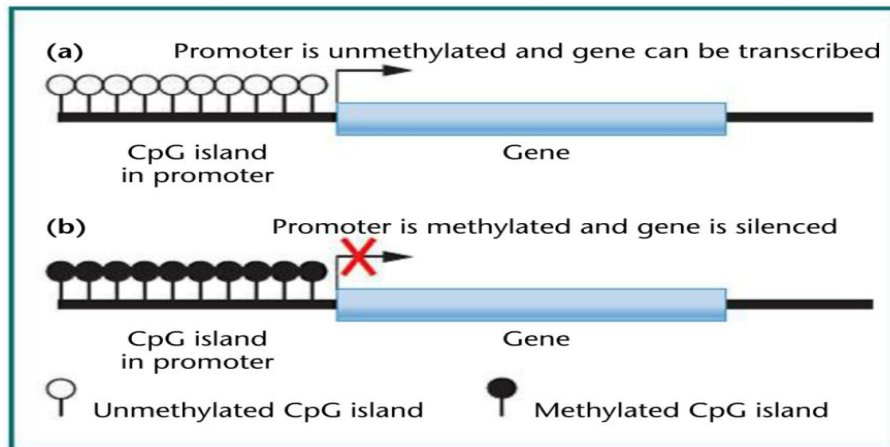 (a) Promoter is unmethylated and gene can be transcribed
CpG island
in promoter
Gene
(b) Promoter is methylated and gene is silenced
CpG island
in promoter
Gene
Unmethylated CpG island
Methylated CpG island